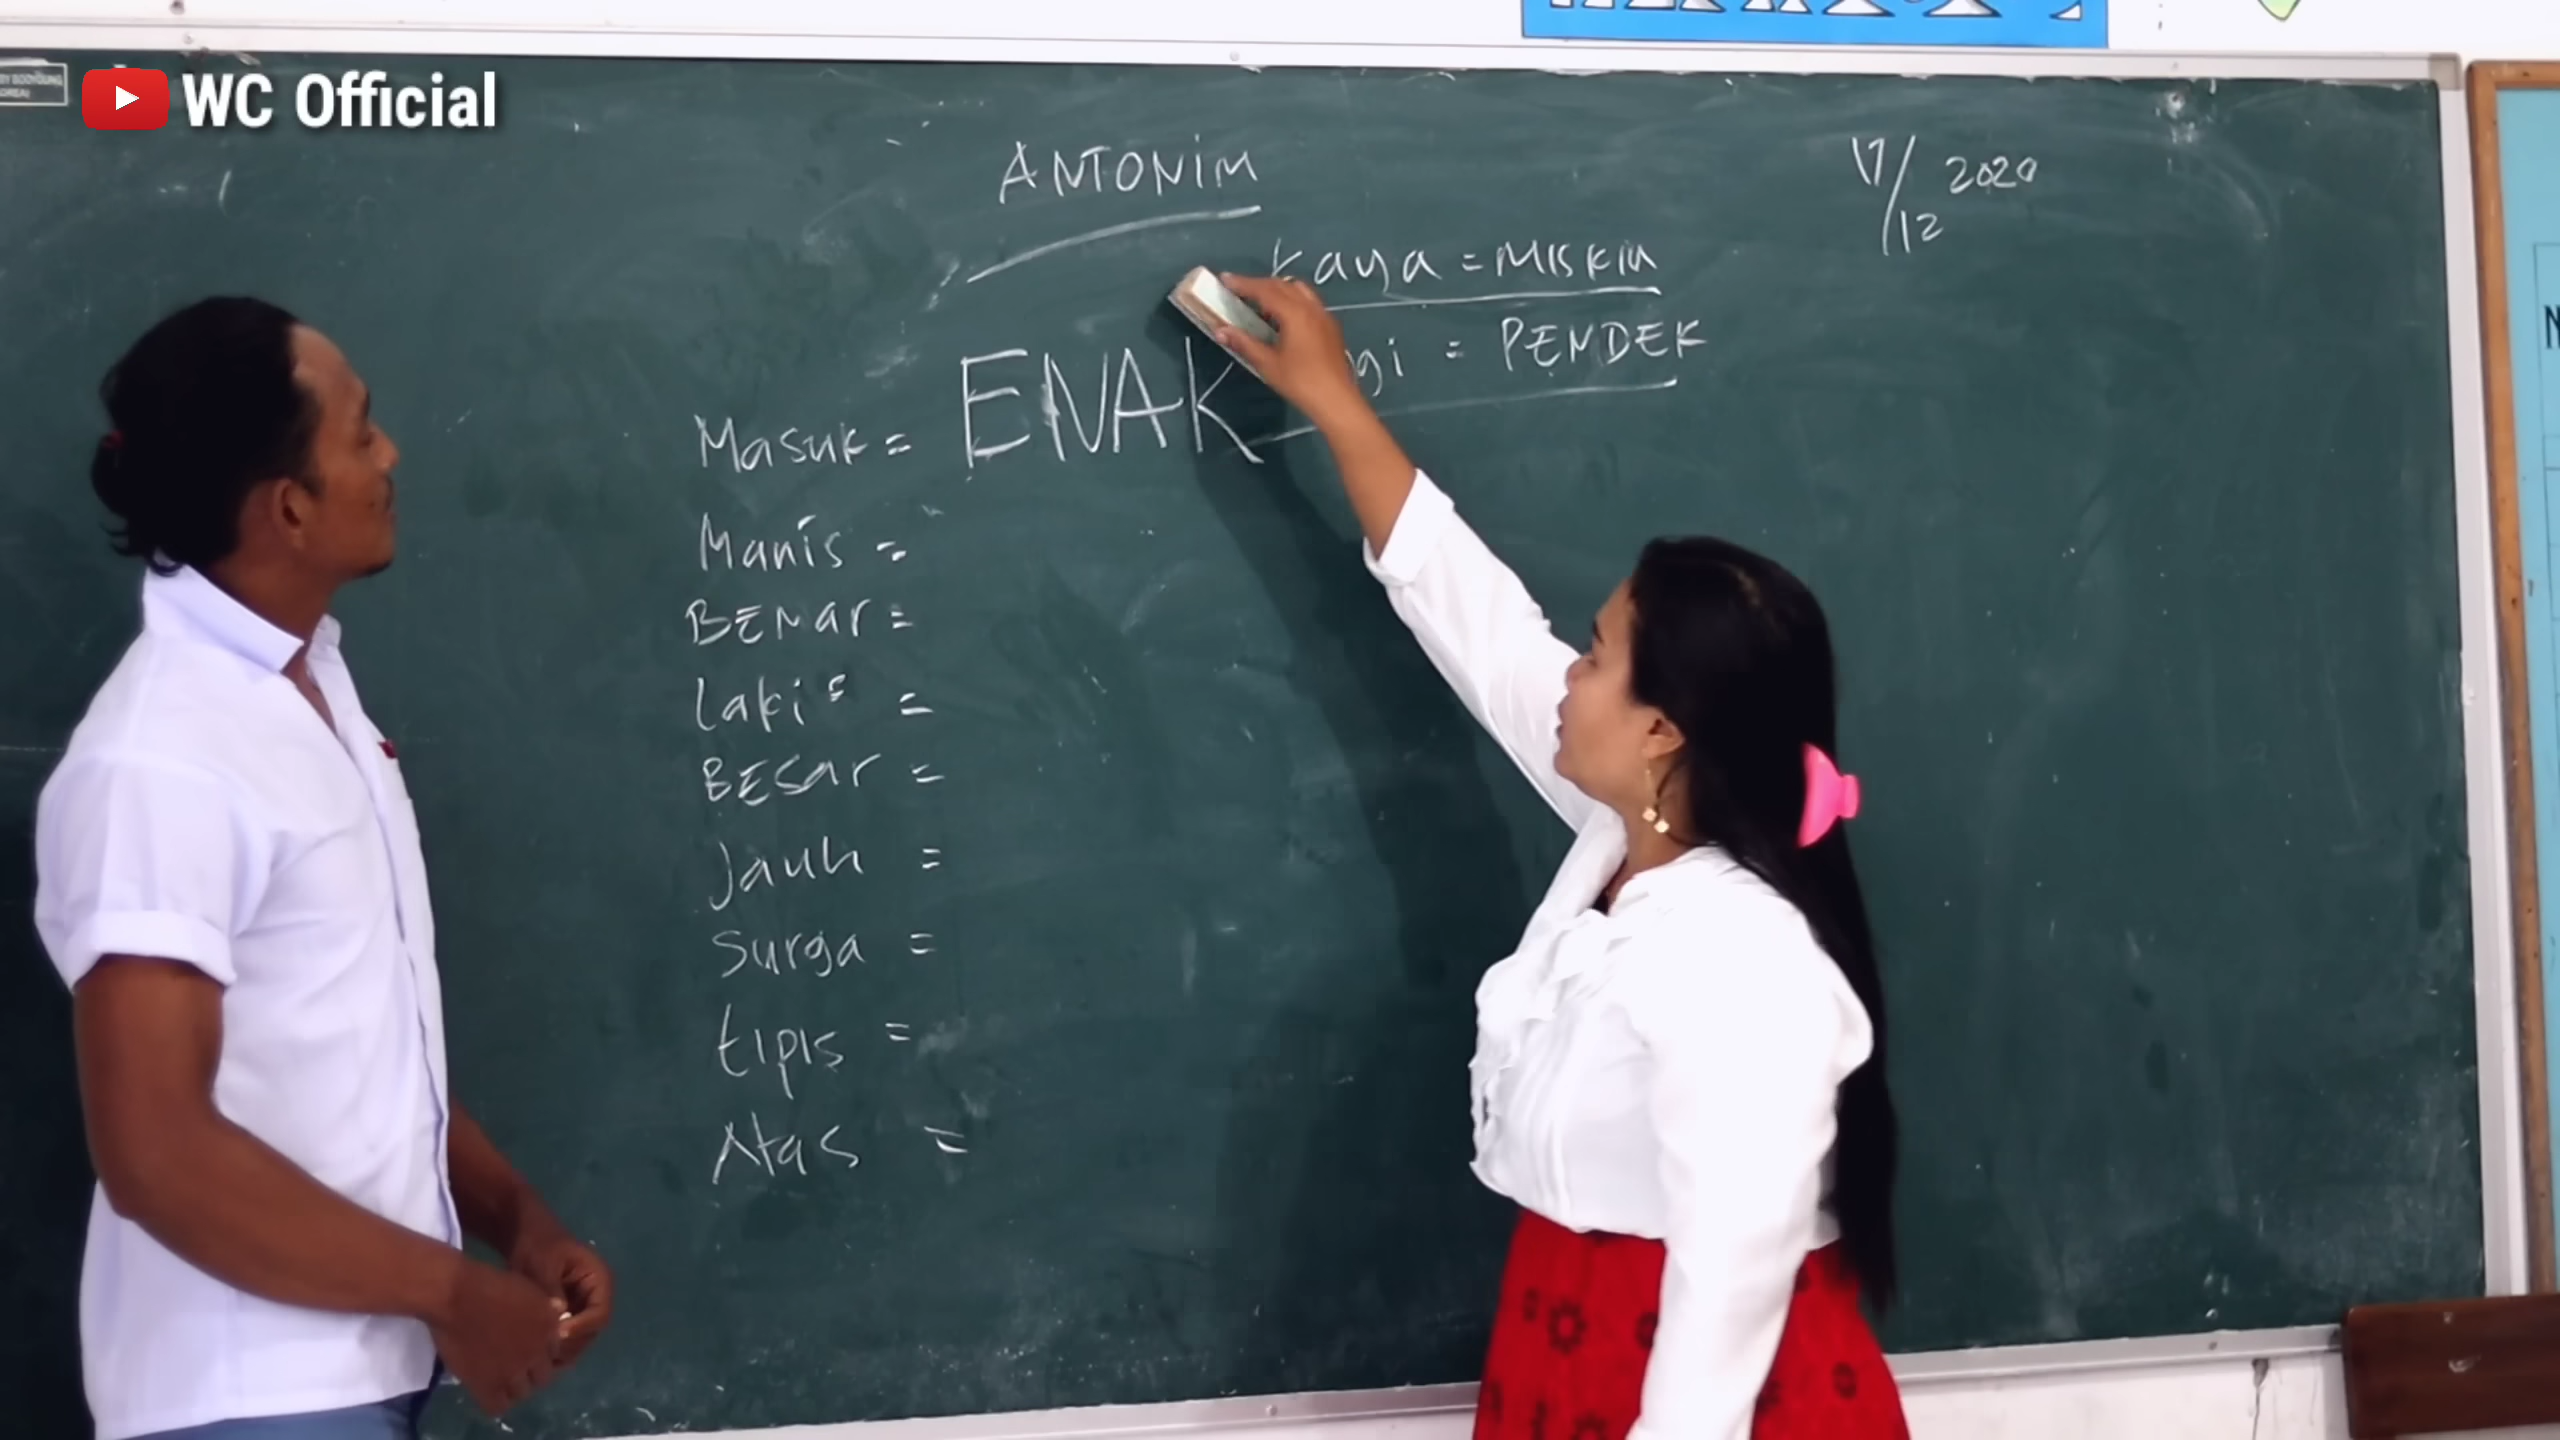 WC Official
ANTONIM
17/12 2020
Kaya = MISKIN
ggi = PENDEK
Masuk = ENAK
Manis =
BENar =
Laki² =
BESar =
Jauh =
Surga =
tipis =
Atas =